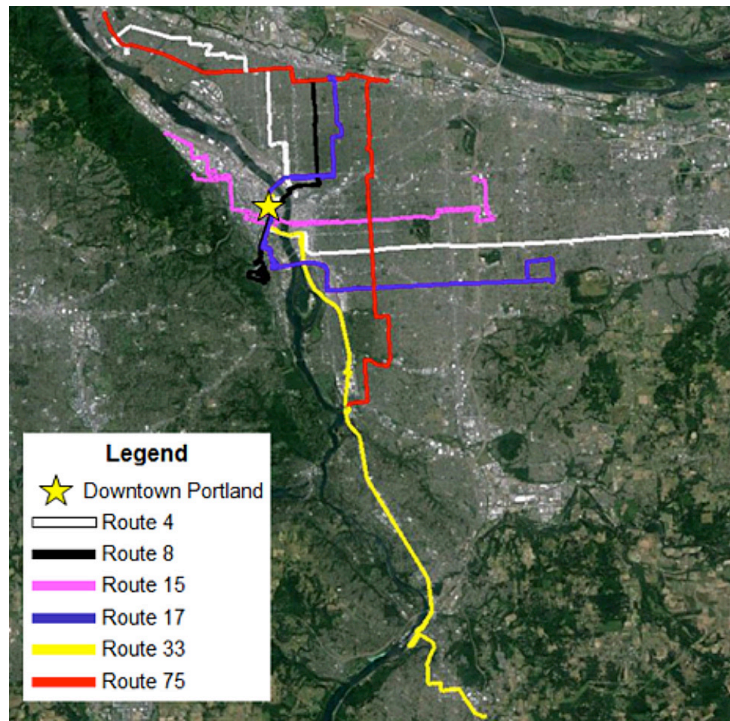 Legend
Downtown Portland
Route 4
Route 8
Route 15
Route 17
Route 33
Route 75